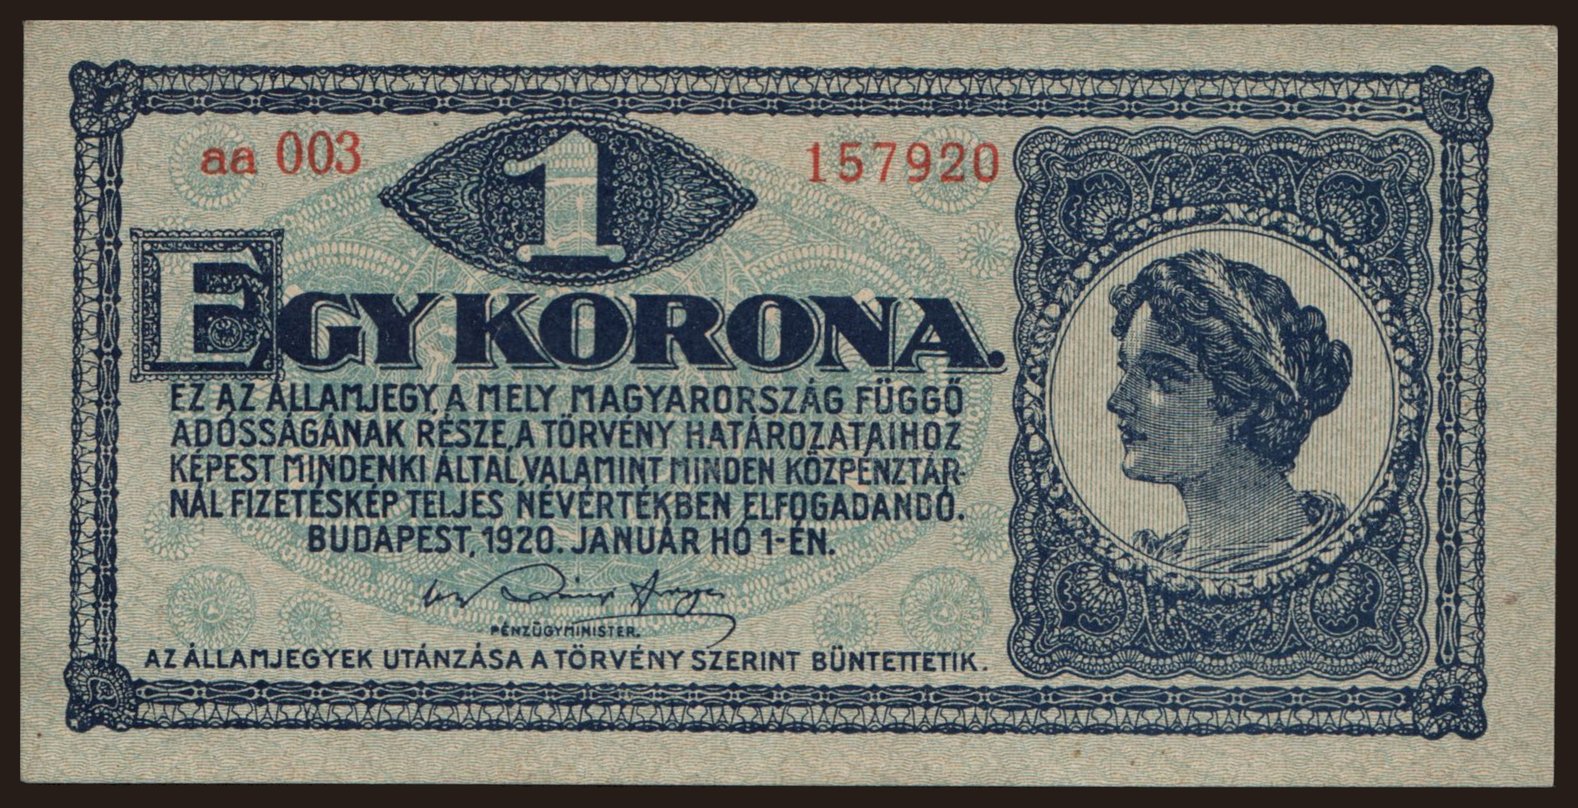 aa 003
1
157920
EGY KORONA.
EZ AZ ÁLLAMJEGY, A MELY MAGYARORSZÁG FÜGGŐ
ADÓSSÁGÁNAK RÉSZE, A TÖRVÉNY HATÁROZATAIHOZ
KÉPEST MINDENKI ÁLTAL, VALAMINT MINDEN KÖZPÉNZTÁR-
NÁL FIZETÉSKÉP TELJES NÉVÉRTÉKBEN ELFOGADANDÓ.
BUDAPEST, 1920. JANUÁR HÓ 1-ÉN.
PÉNZÜGYMINISTER.
AZ ÁLLAMJEGYEK UTÁNZÁSA A TÖRVÉNY SZERINT BÜNTETTETIK.